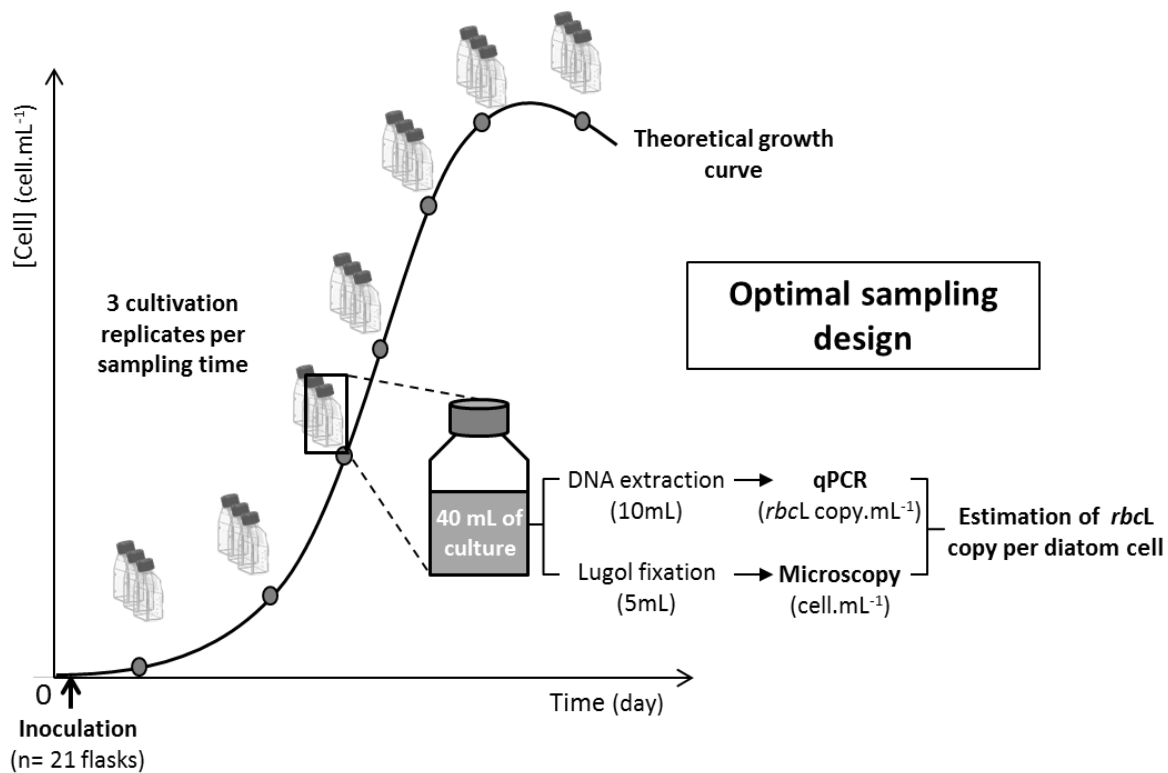 [Cell] (cell.mL-1)
Theoretical growth
curve
3 cultivation
replicates per
sampling time
Optimal sampling
design
40 mL of
culture
DNA extraction
(10mL)
qPCR
(rbcL copy.mL-1)
Lugol fixation
(5mL)
Microscopy
(cell.mL-1)
Estimation of rbcL
copy per diatom cell
0
Time (day)
Inoculation
(n= 21 flasks)